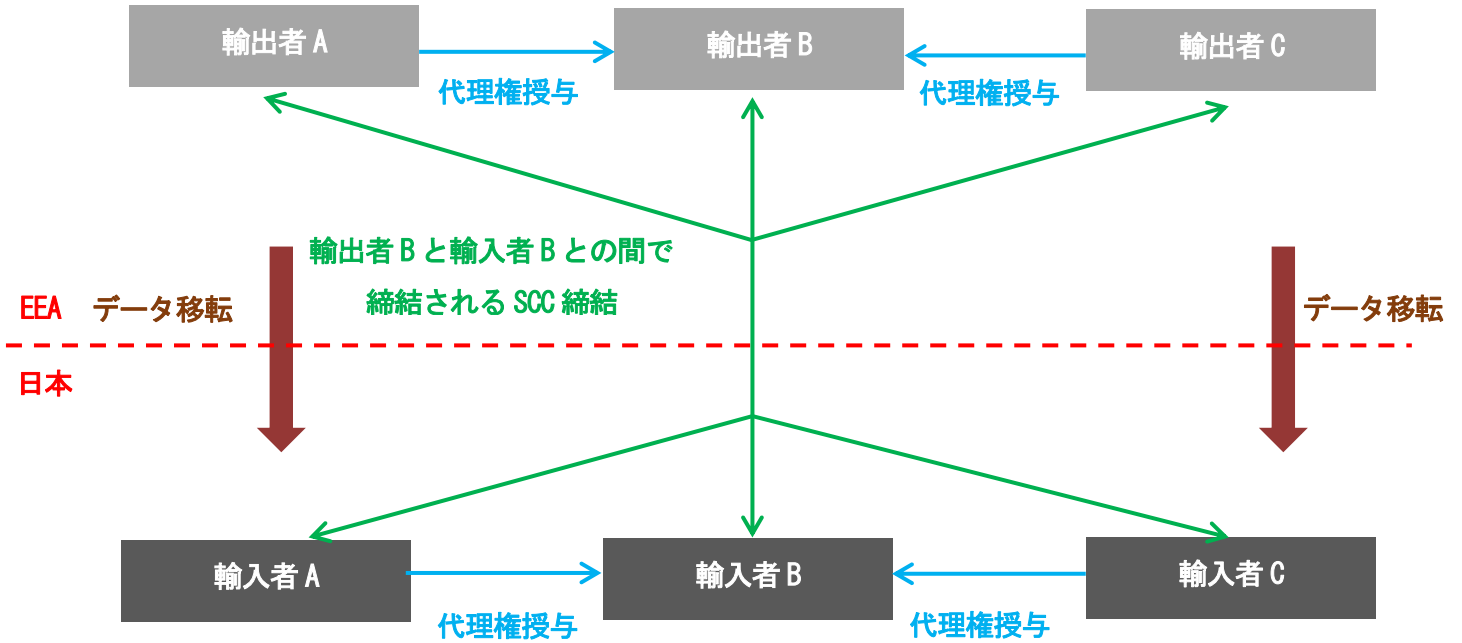 輸出者 A
輸出者 B
輸出者 C
代理権授与
代理権授与
輸出者 B と輸入者 B との間で
締結される SCC 締結
EEA
データ移転
データ移転
日本
輸入者 A
輸入者 B
輸入者 C
代理権授与
代理権授与